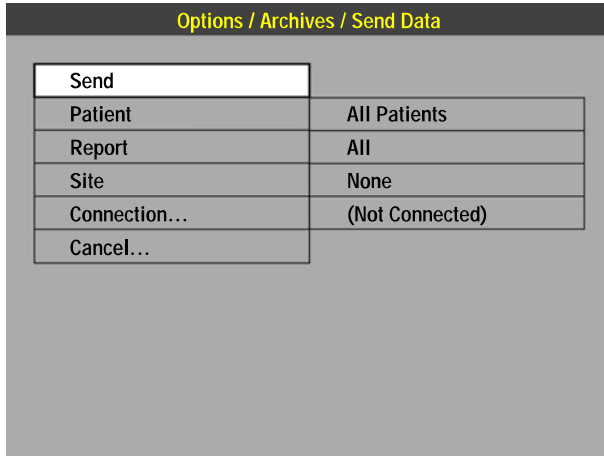 Options / Archives / Send Data
Send
Patient All Patients
Report All
Site None
Connection... (Not Connected)
Cancel...